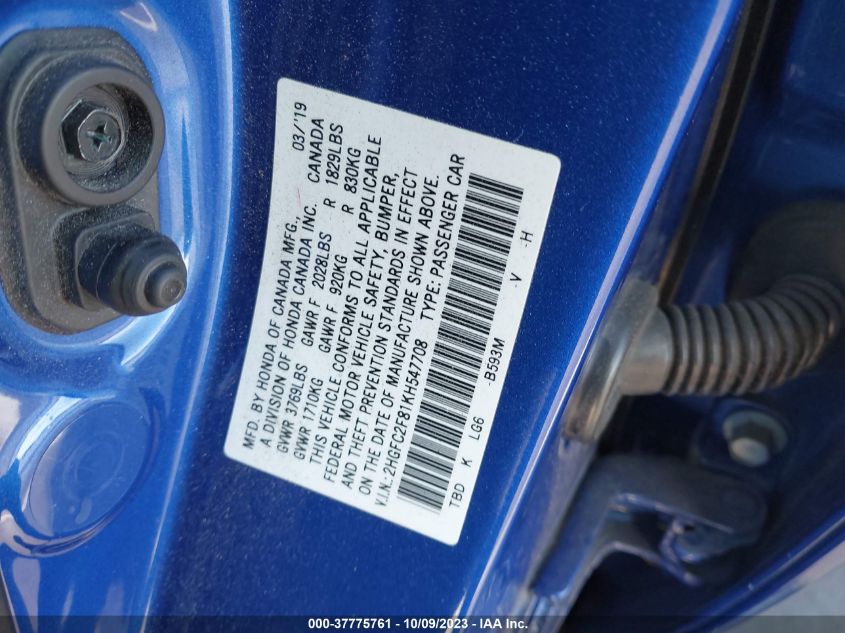 MFD. BY HONDA OF CANADA MFG., 03/'19
A DIVISION OF HONDA CANADA INC. CANADA
GVWR 3769LBS GAWR F 2028LBS R 1829LBS
GVWR 1710KG GAWR F 920KG R 830KG
THIS VEHICLE CONFORMS TO ALL APPLICABLE
FEDERAL MOTOR VEHICLE SAFETY, BUMPER,
AND THEFT PREVENTION STANDARDS IN EFFECT
ON THE DATE OF MANUFACTURE SHOWN ABOVE.
V.I.N.: 2HGFC2F81KH547708 TYPE: PASSENGER CAR
TBD K LG6 -B593M -V -H
000-37775761 - 10/09/2023 - IAA Inc.